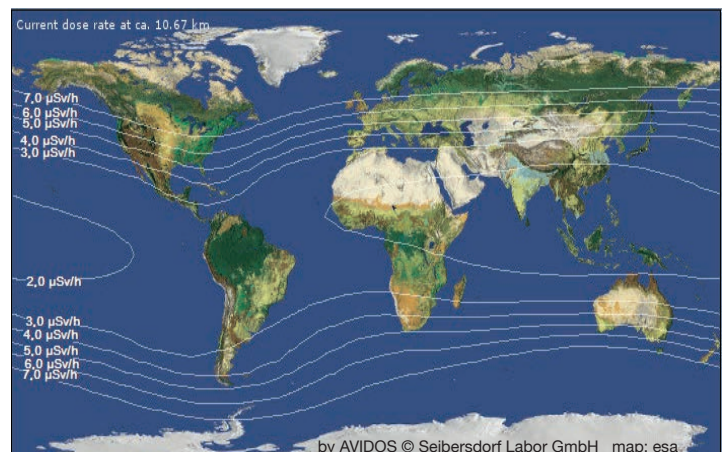 Current dose rate at ca. 10.67 km
7,0 µSv/h
6,0 µSv/h
5,0 µSv/h
4,0 µSv/h
3,0 µSv/h
2,0 µSv/h
3,0 µSv/h
4,0 µSv/h
5,0 µSv/h
6,0 µSv/h
7,0 µSv/h
by AVIDOS © Seibersdorf Labor GmbH map: esa